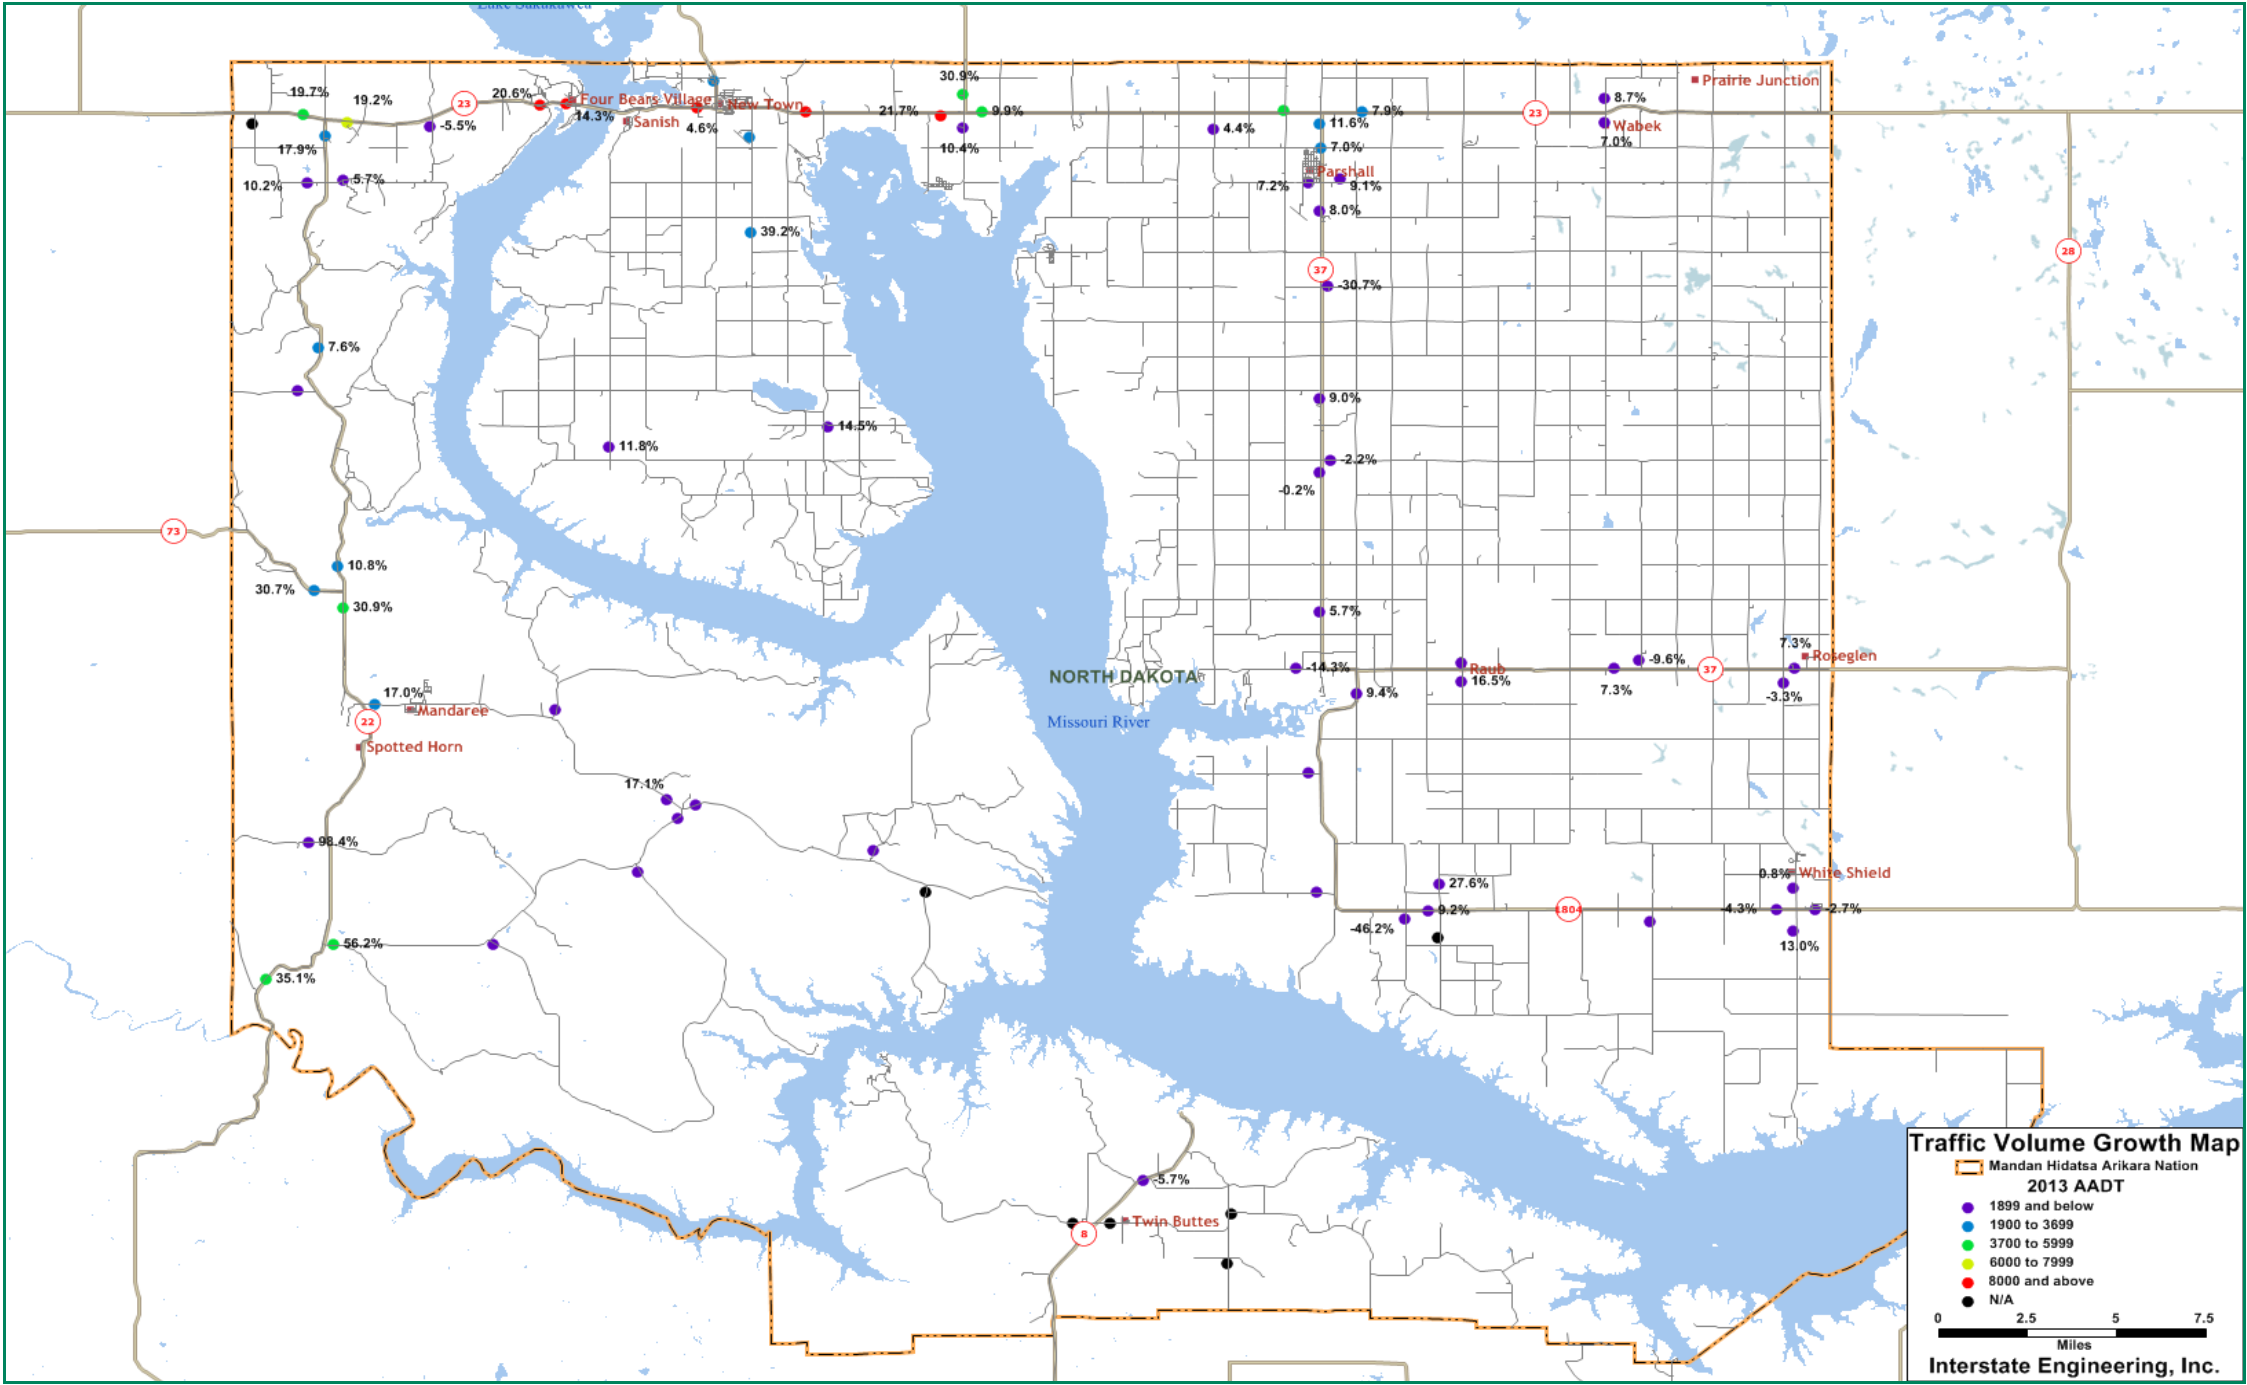 Lake Sakakawea
30.9%
Prairie Junction
19.7%
19.2%
23
20.6%
Four Bears Village
New Town
8.7%
21.7%
9.9%
7.9%
23
14.3%
Sanish
-5.5%
4.6%
4.4%
11.6%
Wabek
7.0%
17.9%
10.4%
7.0%
Parshall
10.2%
5.7%
7.2%
9.1%
8.0%
39.2%
28
37
-30.7%
7.6%
9.0%
14.5%
11.8%
-2.2%
-0.2%
73
10.8%
30.7%
30.9%
5.7%
7.3%
Roseglen
-9.6%
-14.3%
Raub
37
NORTH DAKOTA
16.5%
7.3%
-3.3%
17.0%
9.4%
Mandaree
22
Missouri River
Spotted Horn
17.1%
98.4%
0.8%
White Shield
27.6%
9.2%
1804
-4.3%
-2.7%
-46.2%
13.0%
56.2%
35.1%
-5.7%
Twin Buttes
8
Traffic Volume Growth Map
Mandan Hidatsa Arikara Nation
2013 AADT
1899 and below
1900 to 3699
3700 to 5999
6000 to 7999
8000 and above
N/A
0 2.5 5 7.5
Miles
Interstate Engineering, Inc.